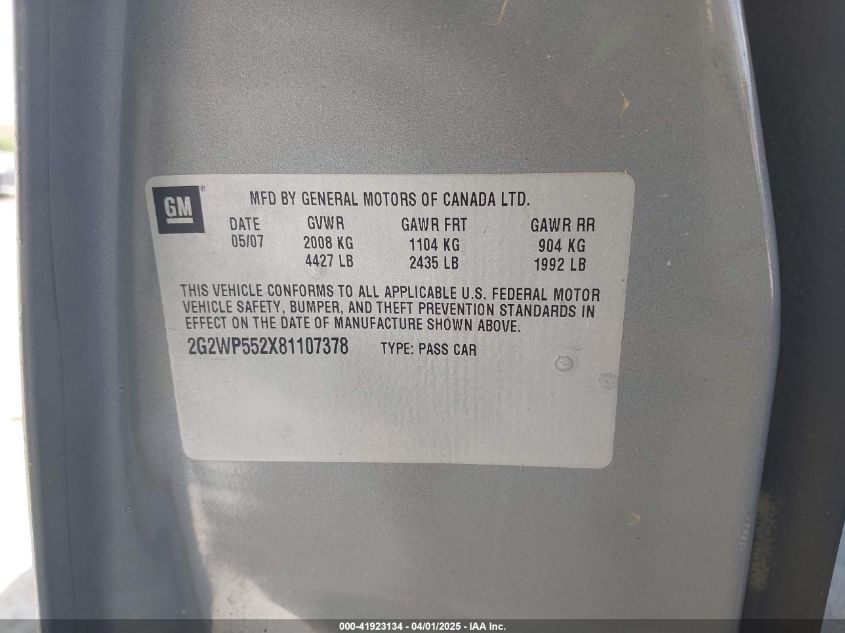 GM
MFD BY GENERAL MOTORS OF CANADA LTD.
DATE GVWR GAWR FRT GAWR RR
05/07 2008 KG 1104 KG 904 KG
4427 LB 2435 LB 1992 LB
THIS VEHICLE CONFORMS TO ALL APPLICABLE U.S. FEDERAL MOTOR
VEHICLE SAFETY, BUMPER, AND THEFT PREVENTION STANDARDS IN
EFFECT ON THE DATE OF MANUFACTURE SHOWN ABOVE.
2G2WP552X81107378 TYPE: PASS CAR
000-41923134 - 04/01/2025 - IAA Inc.